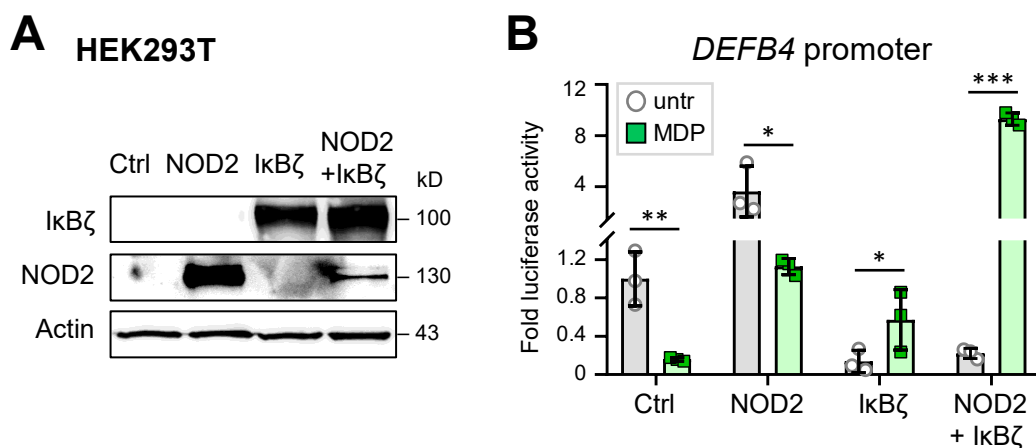 A HEK293T
Ctrl NOD2 IκBζ NOD2
+IκBζ
kD
IκBζ
100
NOD2
130
Actin
43
B
DEFB4 promoter
Fold luciferase activity
12
8
4
1.2
0.8
0.4
0
untr
MDP
**
*
*
***
Ctrl NOD2 IκBζ NOD2
+ IκBζ